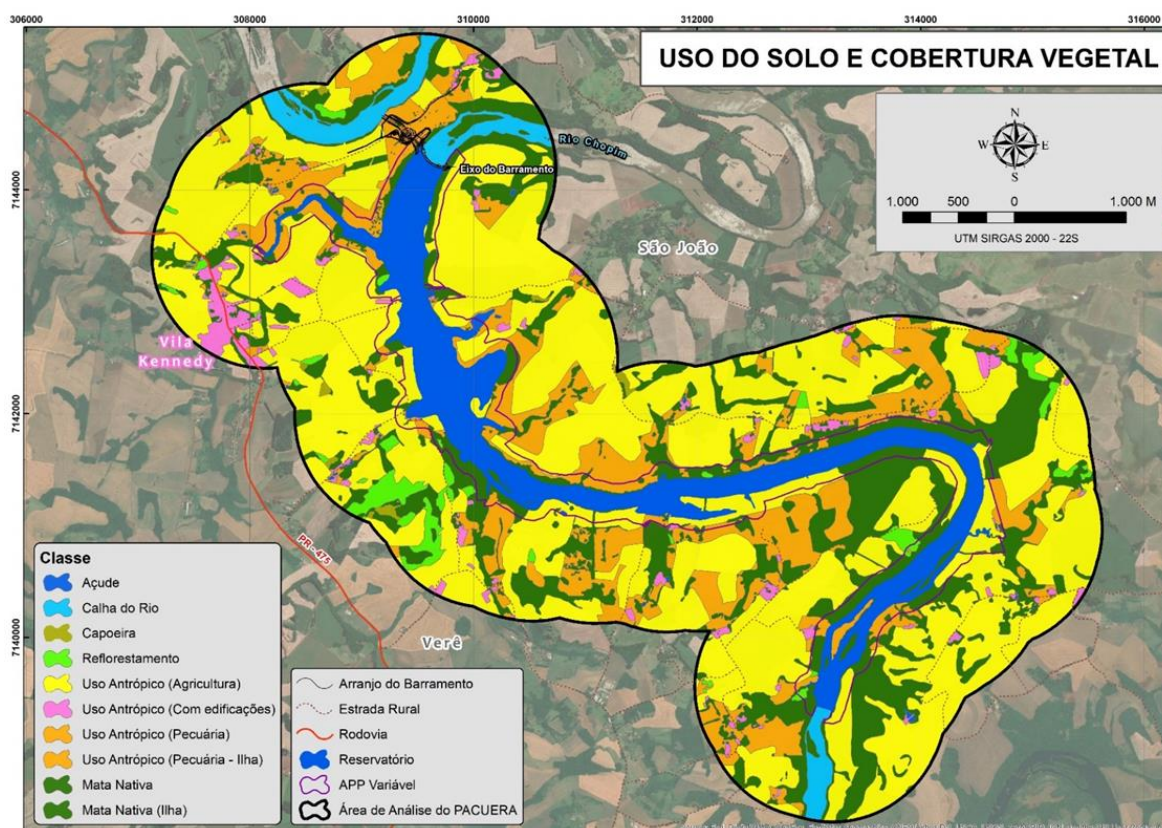 306000
308000
310000
312000
314000
316000
USO DO SOLO E COBERTURA VEGETAL
N
W
E
S
1.000
500
0
1.000 M
UTM SIRGAS 2000 - 22S
7144000
7142000
7140000
Rio Chopim
Eixo do Barramento
São João
Vila
Kennedy
PR - 475
Verê
Classe
Açude
Calha do Rio
Capoeira
Reflorestamento
Uso Antrópico (Agricultura)
Uso Antrópico (Com edificações)
Uso Antrópico (Pecuária)
Uso Antrópico (Pecuária - Ilha)
Mata Nativa
Mata Nativa (Ilha)
Arranjo do Barramento
Estrada Rural
Rodovia
Reservatório
APP Variável
Área de Análise do PACUERA